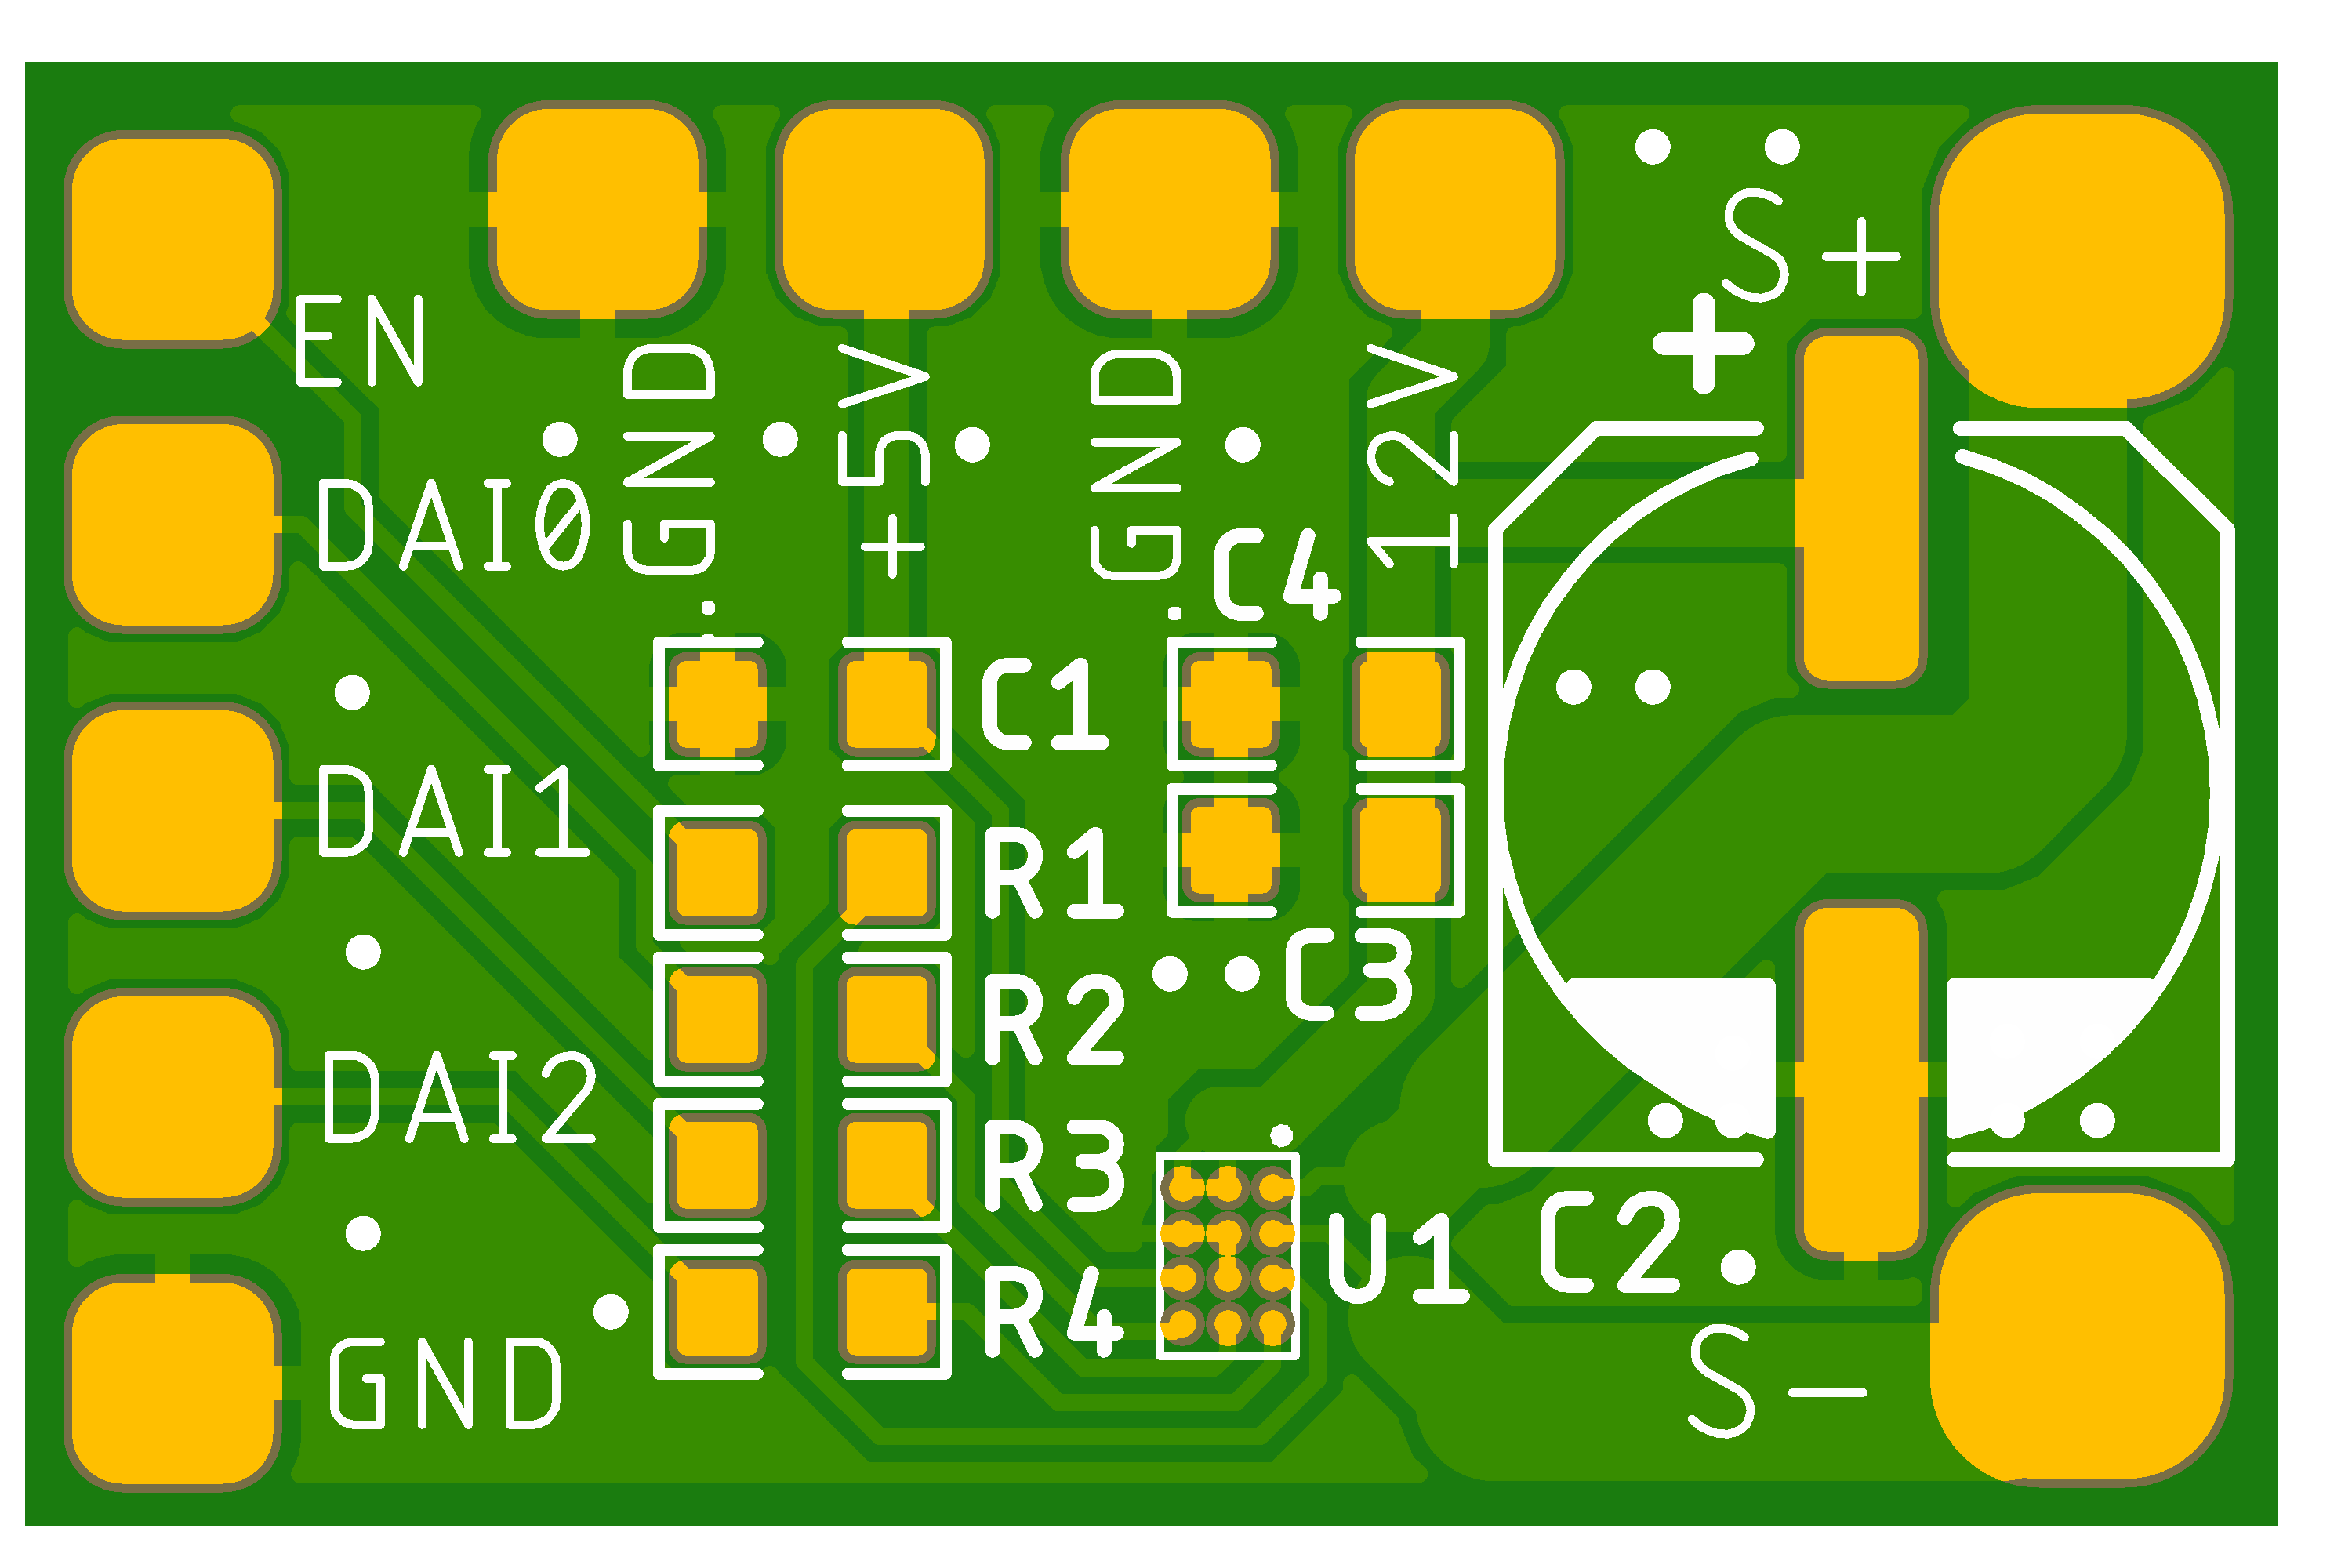 S+
+
EN
GND
+5V
GND
12V
DAI0
C4
C1
DAI1
R1
C3
R2
DAI2
R3
U1
C2
R4
GND
S-